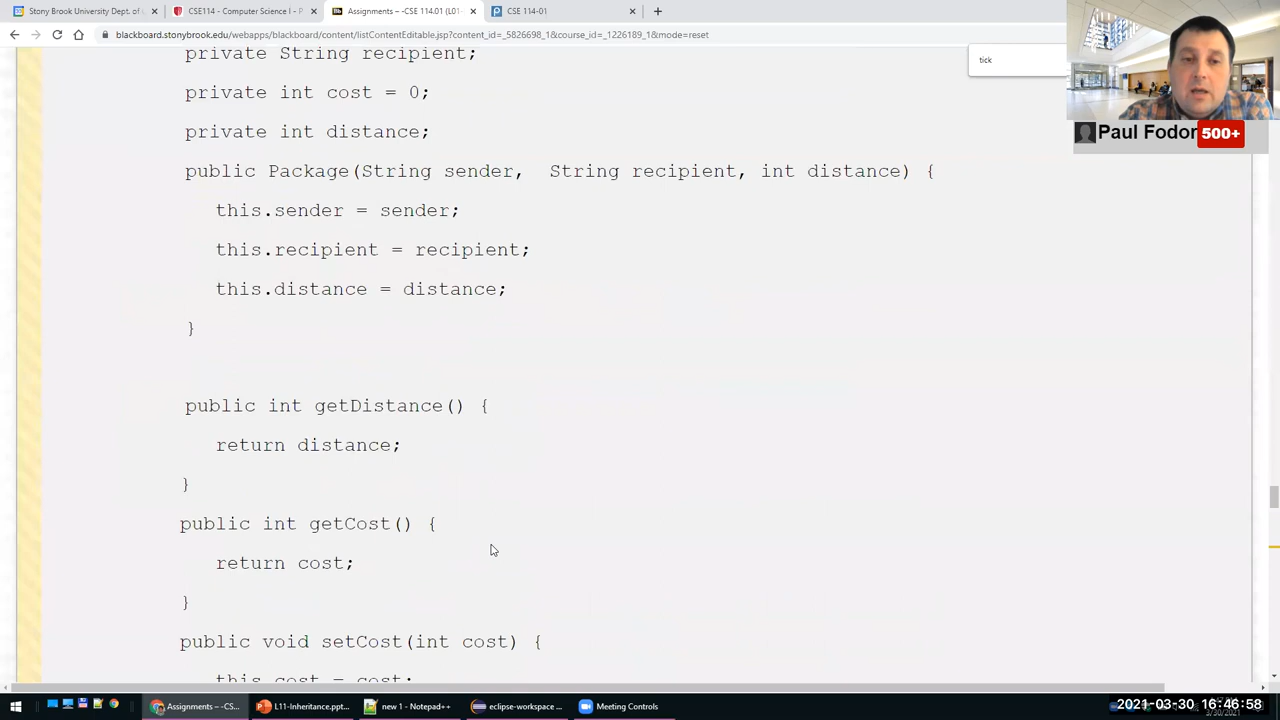 Stony Brook University Dept. of
CSE114 - Computer Science I - P
Assignments – -CSE 114.01 (L01-
CSE 114-01
blackboard.stonybrook.edu/webapps/blackboard/content/listContentEditable.jsp?content_id=_5826698_1&course_id=_1226189_1&mode=reset
tick
Paul Fodor 500+
private String recipient;
private int cost = 0;
private int distance;
public Package(String sender,  String recipient, int distance) {
this.sender = sender;
this.recipient = recipient;
this.distance = distance;
}
public int getDistance() {
return distance;
}
public int getCost() {
return cost;
}
public void setCost(int cost) {
this.cost = cost;
Assignments – -CS...
L11-Inheritance.ppt...
new 1 - Notepad++
eclipse-workspace ...
Meeting Controls
2021-03-30 16:46:58